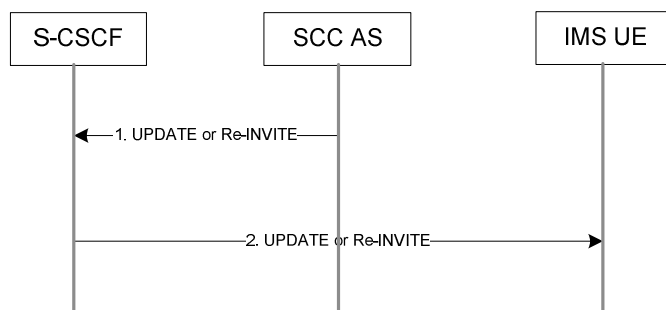 S-CSCF
SCC AS
IMS UE
1. UPDATE or Re-INVITE
2. UPDATE or Re-INVITE